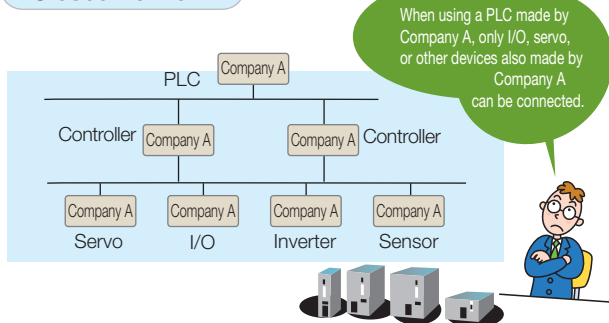 When using a PLC made by
Company A, only I/O, servo,
or other devices also made by
Company A
can be connected.
PLC
Company A
Controller
Company A
Company A
Controller
Company A
Company A
Company A
Company A
Servo
I/O
Inverter
Sensor